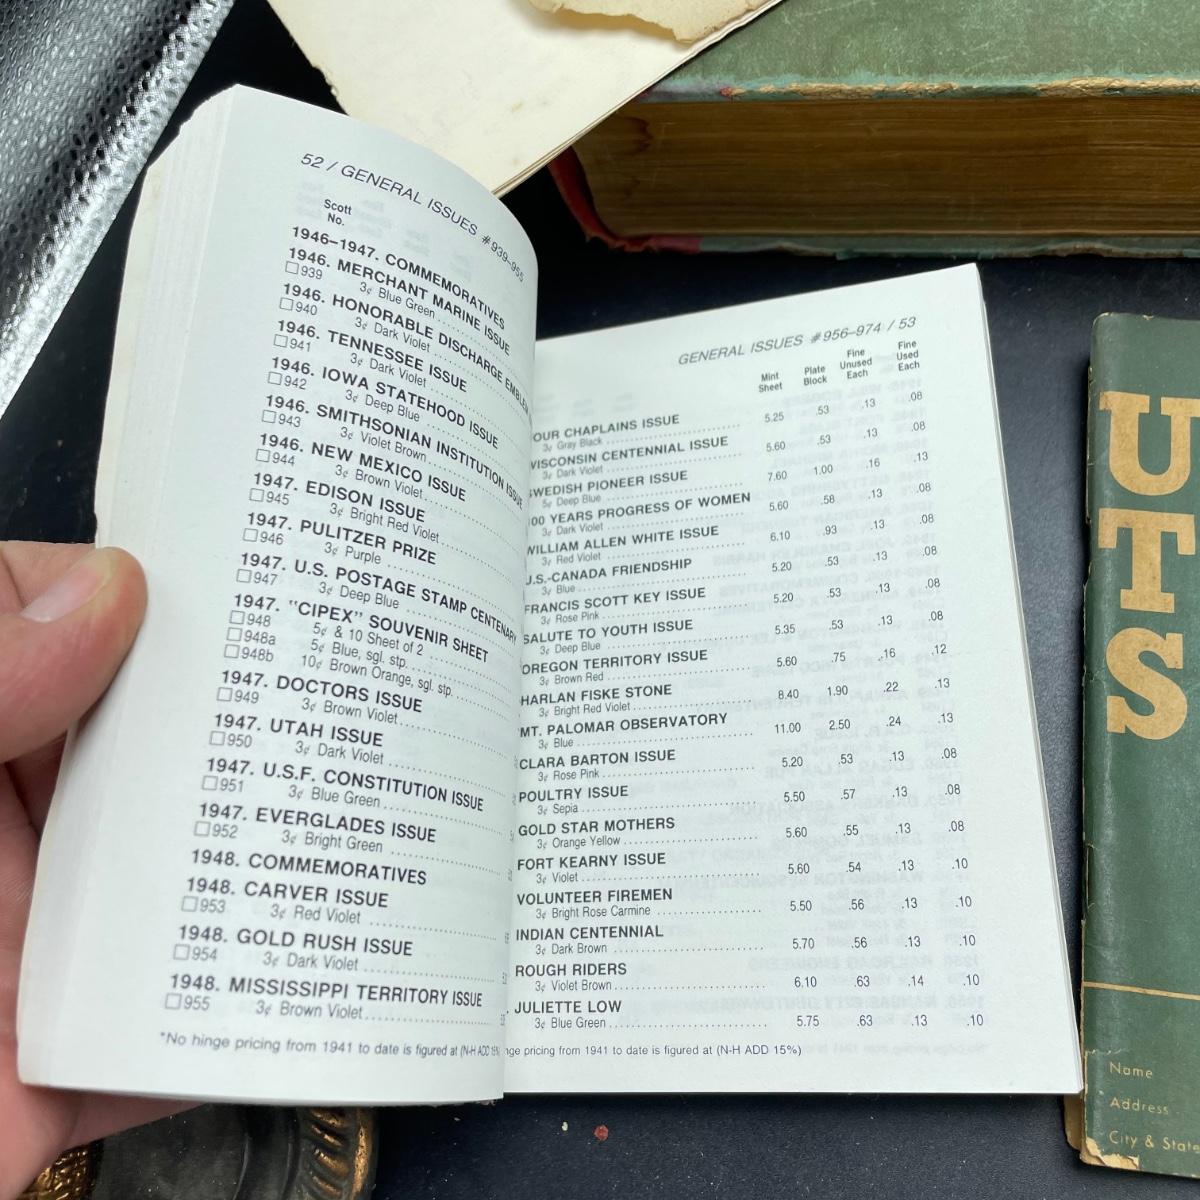 52 / GENERAL ISSUES #939–955
Scott
No.
1946–1947. COMMEMORATIVES
1946. MERCHANT MARINE ISSUE
939 3¢ Blue Green
1946. HONORABLE DISCHARGE EMBLEM
940 3¢ Dark Violet
1946. TENNESSEE ISSUE
941 3¢ Dark Violet
1946. IOWA STATEHOOD ISSUE
942 3¢ Deep Blue
1946. SMITHSONIAN INSTITUTION ISSUE
943 3¢ Violet Brown
1946. NEW MEXICO ISSUE
944 3¢ Brown Violet
1947. EDISON ISSUE
945 3¢ Bright Red Violet
1947. PULITZER PRIZE
946 3¢ Purple
1947. U.S. POSTAGE STAMP CENTENARY
947 3¢ Deep Blue
1947. "CIPEX" SOUVENIR SHEET
948 5¢ & 10 Sheet of 2
948a 5¢ Blue, sgl. stp.
948b 10¢ Brown Orange, sgl. stp.
1947. DOCTORS ISSUE
949 3¢ Brown Violet
1947. UTAH ISSUE
950 3¢ Dark Violet
1947. U.S.F. CONSTITUTION ISSUE
951 3¢ Blue Green
1947. EVERGLADES ISSUE
952 3¢ Bright Green
1948. COMMEMORATIVES
1948. CARVER ISSUE
953 3¢ Red Violet
1948. GOLD RUSH ISSUE
954 3¢ Dark Violet
1948. MISSISSIPPI TERRITORY ISSUE
955 3¢ Brown Violet
*No hinge pricing from 1941 to date is figured at (N-H ADD 15%
GENERAL ISSUES #956–974 / 53
Mint Sheet Plate Block Fine Unused Each Fine Used Each
OUR CHAPLAINS ISSUE
3¢ Gray Black 5.25 .53 .13 .08
WISCONSIN CENTENNIAL ISSUE
3¢ Dark Violet 5.60 .53 .13 .08
SWEDISH PIONEER ISSUE
5¢ Deep Blue 7.60 1.00 .16 .13
00 YEARS PROGRESS OF WOMEN
3¢ Dark Violet 5.60 .58 .13 .08
WILLIAM ALLEN WHITE ISSUE
3¢ Red Violet 6.10 .93 .13 .08
U.S.-CANADA FRIENDSHIP
3¢ Blue 5.20 .53 .13 .08
FRANCIS SCOTT KEY ISSUE
3¢ Rose Pink 5.20 .53 .13 .08
SALUTE TO YOUTH ISSUE
3¢ Deep Blue 5.35 .53 .13 .08
OREGON TERRITORY ISSUE
3¢ Brown Red 5.60 .75 .16 .12
HARLAN FISKE STONE
3¢ Bright Red Violet 8.40 1.90 .22 .13
MT. PALOMAR OBSERVATORY
3¢ Blue 11.00 2.50 .24 .13
CLARA BARTON ISSUE
3¢ Rose Pink 5.20 .53 .13 .08
POULTRY ISSUE
3¢ Sepia 5.50 .57 .13 .08
GOLD STAR MOTHERS
3¢ Orange Yellow 5.60 .55 .13 .08
FORT KEARNY ISSUE
3¢ Violet 5.60 .54 .13 .10
VOLUNTEER FIREMEN
3¢ Bright Rose Carmine 5.50 .56 .13 .10
INDIAN CENTENNIAL
3¢ Dark Brown 5.70 .56 .13 .10
ROUGH RIDERS
3¢ Violet Brown 6.10 .63 .14 .10
JULIETTE LOW
3¢ Blue Green 5.75 .63 .13 .10
nge pricing from 1941 to date is figured at (N-H ADD 15%)
UTS
Name
Address
City & State